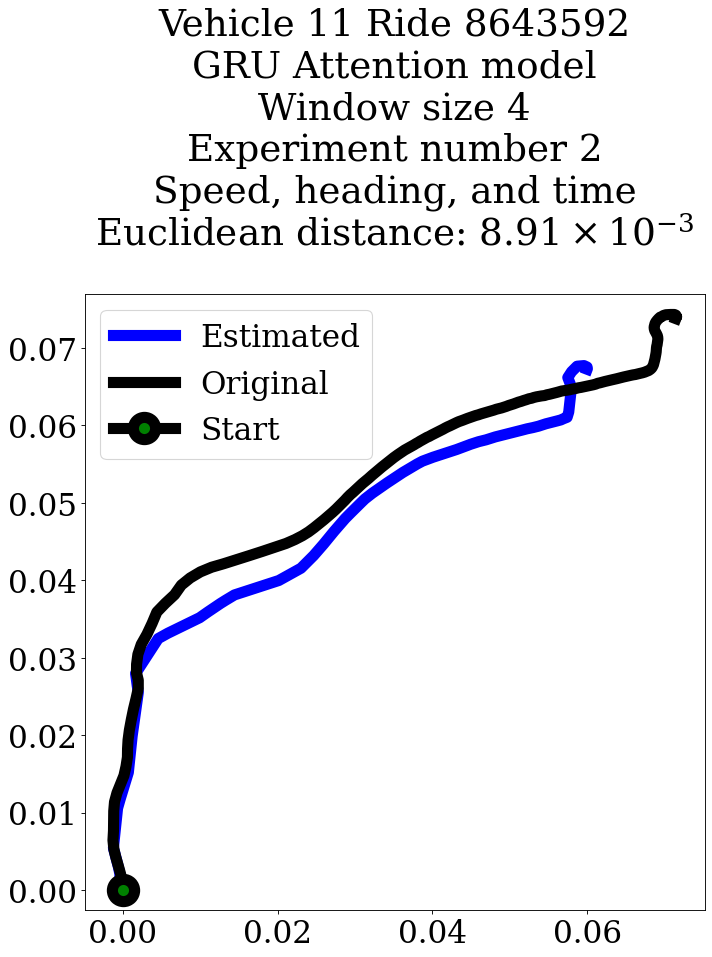 Vehicle 11 Ride 8643592
GRU Attention model
Window size 4
Experiment number 2
Speed, heading, and time
Euclidean distance: 8.91 × 10⁻³
Estimated
Original
Start
0.07
0.06
0.05
0.04
0.03
0.02
0.01
0.00
0.00 0.02 0.04 0.06